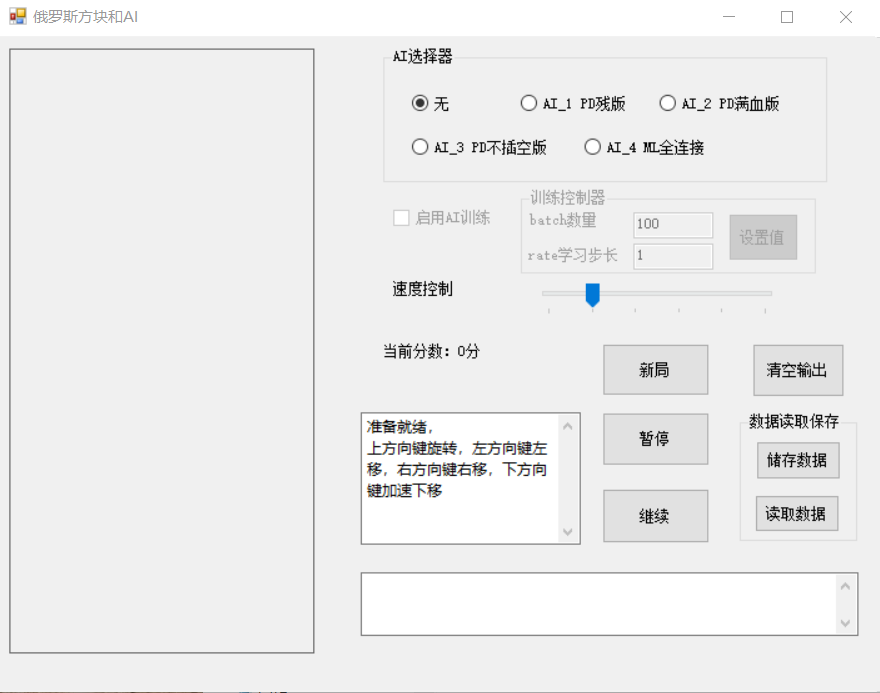 俄罗斯方块和AI
AI选择器
无
AI_1 PD残版
AI_2 PD满血版
AI_3 PD不插空版
AI_4 ML全连接
启用AI训练
训练控制器
batch数量
100
rate学习步长
1
设置值
速度控制
当前分数：0分
新局
清空输出
准备就绪，
上方向键旋转，左方向键左
移，右方向键右移，下方向
键加速下移
暂停
继续
数据读取保存
储存数据
读取数据